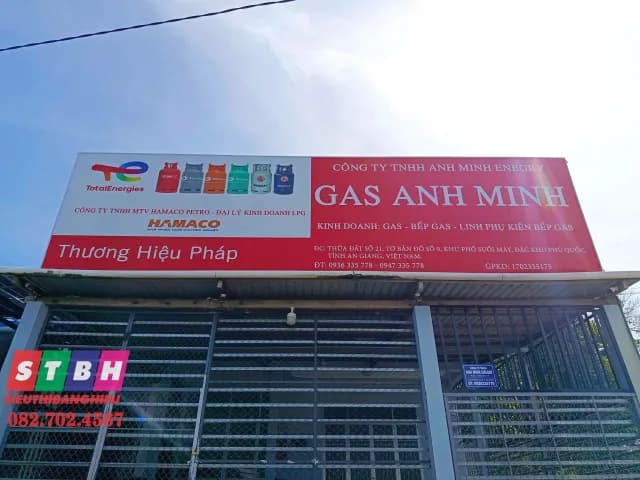 TotalEnergies
CÔNG TY TNHH MTV HAMACO PETRO - ĐẠI LÝ KINH DOANH LPG
HAMACO
Thương Hiệu Pháp
CÔNG TY TNHH ANH MINH ENEGRY
GAS ANH MINH
KINH DOANH: GAS - BẾP GAS - LINH PHỤ KIỆN BẾP GAS
ĐC: THỬA ĐẤT SỐ 21, TỜ BẢN ĐỒ SỐ 9, KHU PHỐ SUỐI MÂY, ĐẶC KHU PHÚ QUỐC,
TỈNH AN GIANG, VIỆT NAM.
ĐT: 0936 335 778 - 0947 335 778
GPKD: 1702335175
STBH
SIEUTHIBANGHIEU
082.702.4567